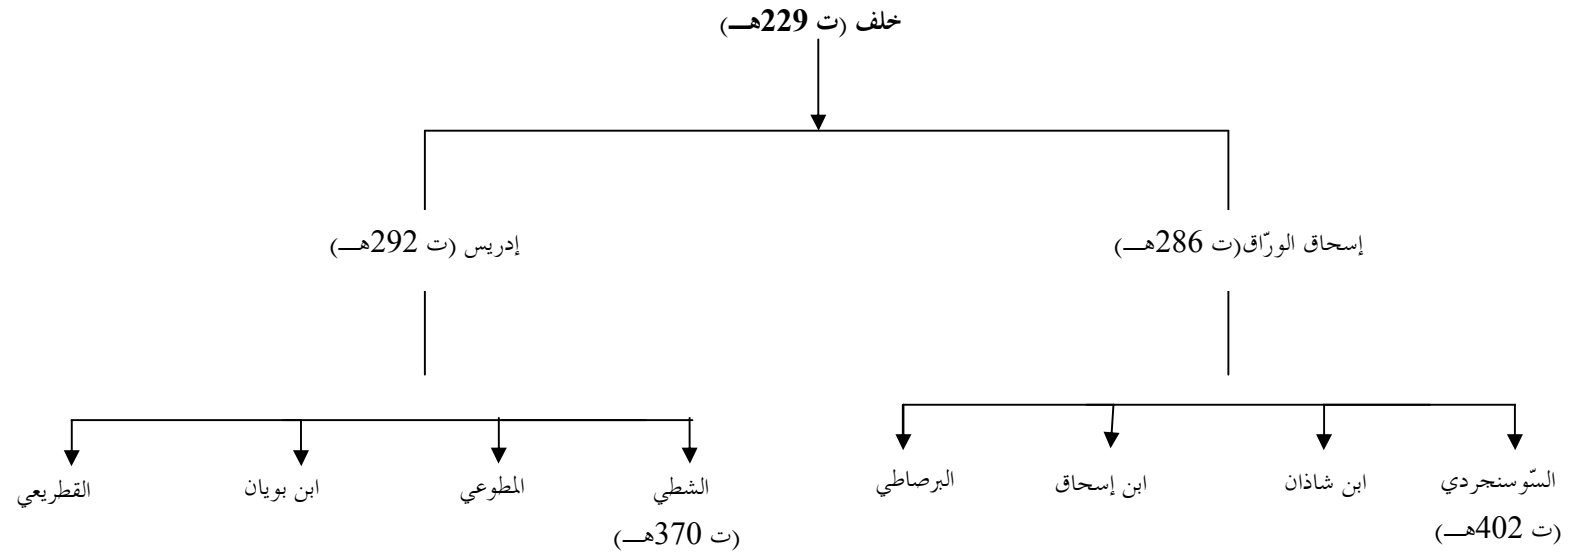 خلف (ت 229هـ)
إسحاق الورّاق(ت 286هـ)
إدريس (ت 292هـ)
السّوسنجردي
(ت 402هـ)
ابن شاذان
ابن إسحاق
البرصاطي
الشطي
(ت 370هـ)
المطوعي
ابن بويان
القطريعي